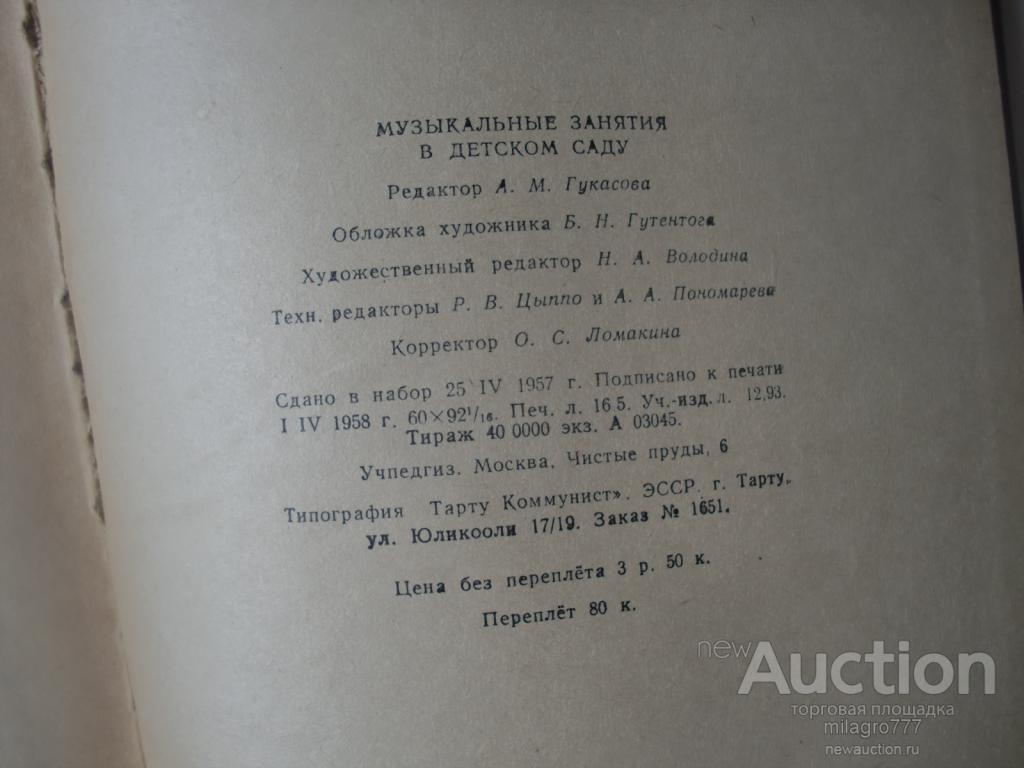 МУЗЫКАЛЬНЫЕ ЗАНЯТИЯ
В ДЕТСКОМ САДУ
Редактор А. М. Гукасова
Обложка художника Б. Н. Гутентога
Художественный редактор Н. А. Володина
Техн. редакторы Р. В. Цыппо и А. А. Пономарева
Корректор О. С. Ломакина
Сдано в набор 25 IV 1957 г. Подписано к печати
I IV 1958 г. 60×92¹/₁₆. Печ. л. 16,5. Уч.-изд. л. 12,93.
Тираж 40 0000 экз. А 03045.
Учпедгиз. Москва, Чистые пруды, 6
Типография Тарту Коммунист». ЭССР. г. Тарту,
ул. Юликооли 17/19. Заказ № 1651.
Цена без переплёта 3 р. 50 к.
Переплёт 80 к.
newAuction
торговая площадка
milagro777
newauction.ru